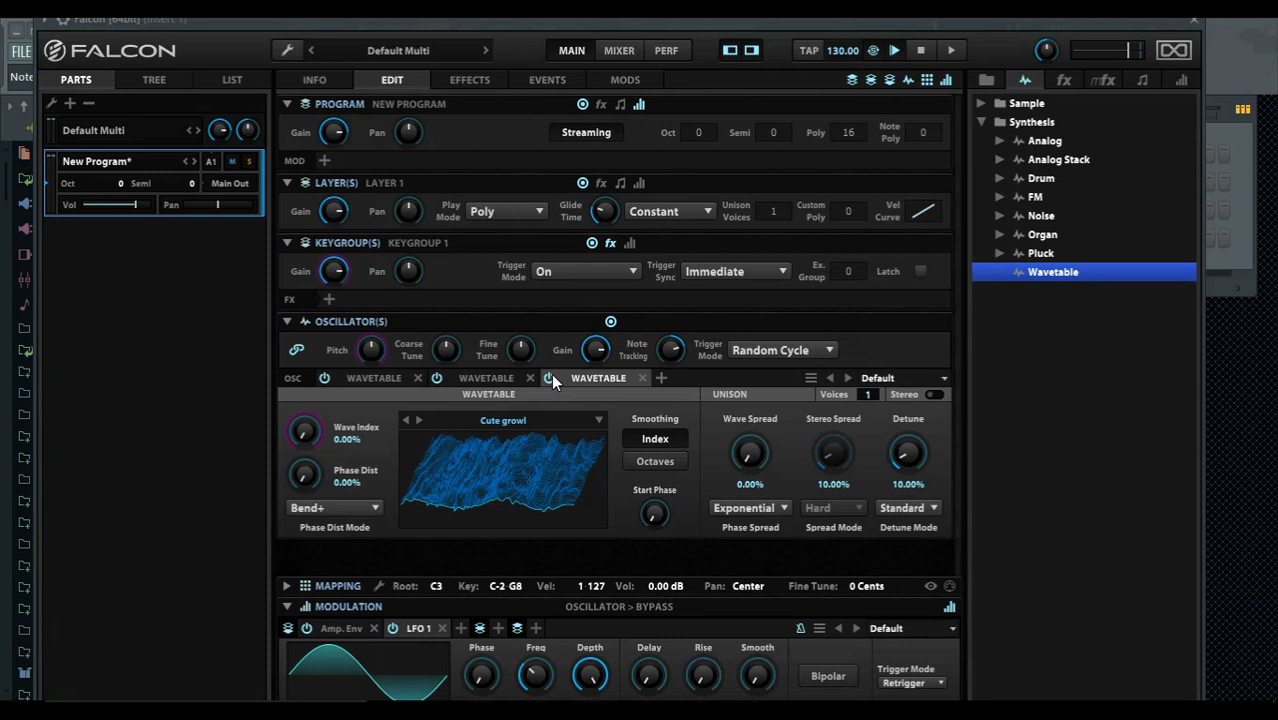 Falcon [64bit] (Insert 1)
FILE
Note
FALCON
Default Multi
MAIN MIXER PERF
TAP 130.00
PARTS TREE LIST
INFO EDIT EFFECTS EVENTS MODS
Default Multi
New Program* A1 M S
Oct 0 Semi 0 Main Out
Vol Pan
PROGRAM NEW PROGRAM
Gain Pan Streaming Oct 0 Semi 0 Poly 16 Note Poly 0
MOD
LAYER(S) LAYER 1
Gain Pan Play Mode Poly Glide Time Constant Unison Voices 1 Custom Poly 0 Vel Curve
KEYGROUP(S) KEYGROUP 1
Gain Pan Trigger Mode On Trigger Sync Immediate Ex. Group 0 Latch
FX
OSCILLATOR(S)
Pitch Coarse Tune Fine Tune Gain Note Tracking Trigger Mode Random Cycle
OSC WAVETABLE WAVETABLE WAVETABLE Default
WAVETABLE UNISON Voices 1 Stereo
Wave Index 0.00%
Phase Dist 0.00%
Bend+
Phase Dist Mode
Cute growl
Smoothing
Index
Octaves
Start Phase
Wave Spread Stereo Spread Detune
0.00% 10.00% 10.00%
Exponential Hard Standard
Phase Spread Spread Mode Detune Mode
MAPPING Root: C3 Key: C-2 G8 Vel: 1 127 Vol: 0.00 dB Pan: Center Fine Tune: 0 Cents
MODULATION OSCILLATOR > BYPASS
Amp. Env LFO 1 Default
Phase Freq Depth Delay Rise Smooth
Bipolar
Trigger Mode
Retrigger
fx mfx
Sample
Synthesis
Analog
Analog Stack
Drum
FM
Noise
Organ
Pluck
Wavetable